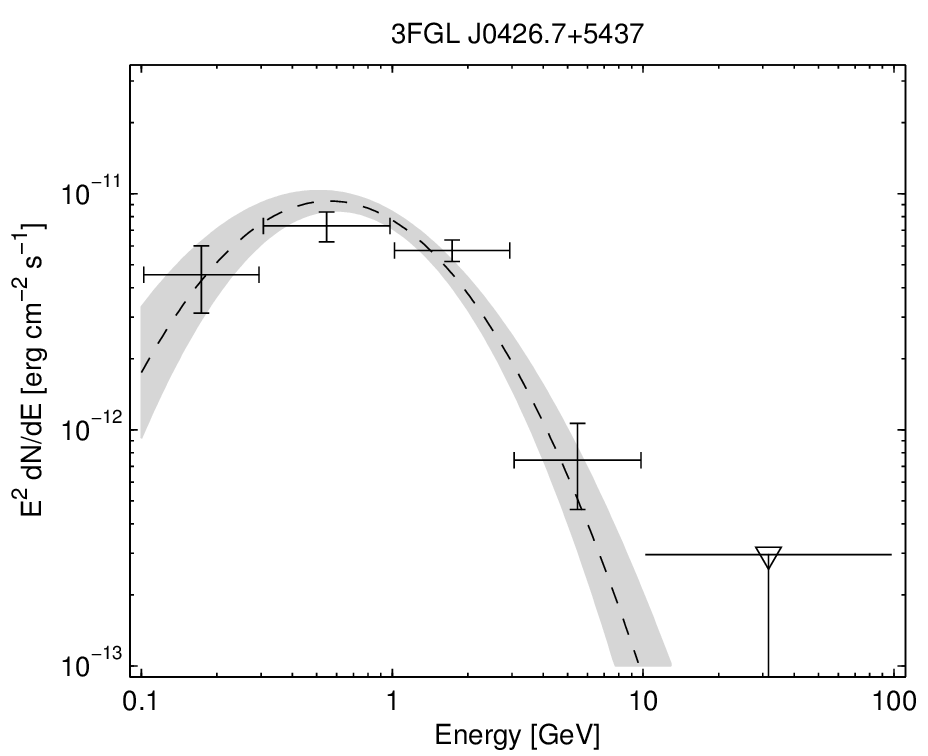 3FGL J0426.7+5437
E² dN/dE [erg cm⁻² s⁻¹]
10⁻¹¹
10⁻¹²
10⁻¹³
0.1 1 10 100
Energy [GeV]